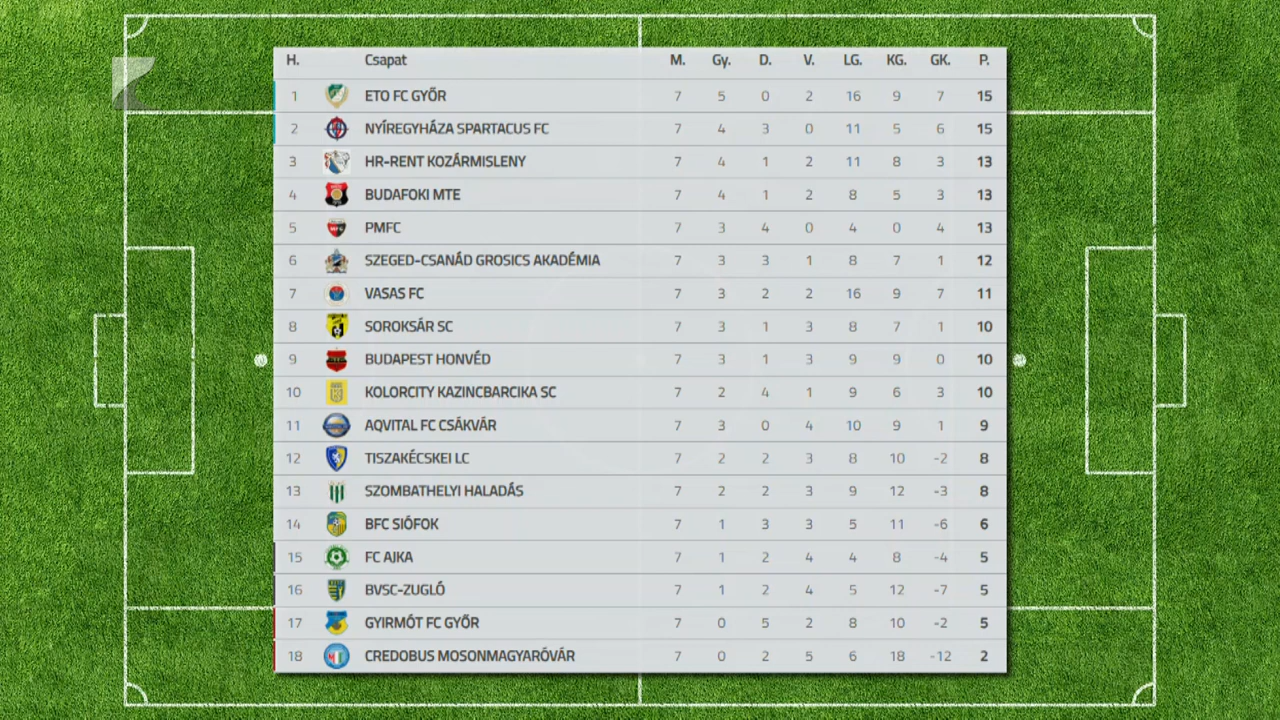 H. Csapat M. Gy. D. V. LG. KG. GK. P.
1 ETO FC GYŐR 7 5 0 2 16 9 7 15
2 NYÍREGYHÁZA SPARTACUS FC 7 4 3 0 11 5 6 15
3 HR-RENT KOZÁRMISLENY 7 4 1 2 11 8 3 13
4 BUDAFOKI MTE 7 4 1 2 8 5 3 13
5 PMFC 7 3 4 0 4 0 4 13
6 SZEGED-CSANÁD GROSICS AKADÉMIA 7 3 3 1 8 7 1 12
7 VASAS FC 7 3 2 2 16 9 7 11
8 SOROKSÁR SC 7 3 1 3 8 7 1 10
9 BUDAPEST HONVÉD 7 3 1 3 9 9 0 10
10 KOLORCITY KAZINCBARCIKA SC 7 2 4 1 9 6 3 10
11 AQVITAL FC CSÁKVÁR 7 3 0 4 10 9 1 9
12 TISZAKÉCSKEI LC 7 2 2 3 8 10 -2 8
13 SZOMBATHELYI HALADÁS 7 2 2 3 9 12 -3 8
14 BFC SIÓFOK 7 1 3 3 5 11 -6 6
15 FC AJKA 7 1 2 4 4 8 -4 5
16 BVSC-ZUGLÓ 7 1 2 4 5 12 -7 5
17 GYIRMÓT FC GYŐR 7 0 5 2 8 10 -2 5
18 CREDOBUS MOSONMAGYARÓVÁR 7 0 2 5 6 18 -12 2